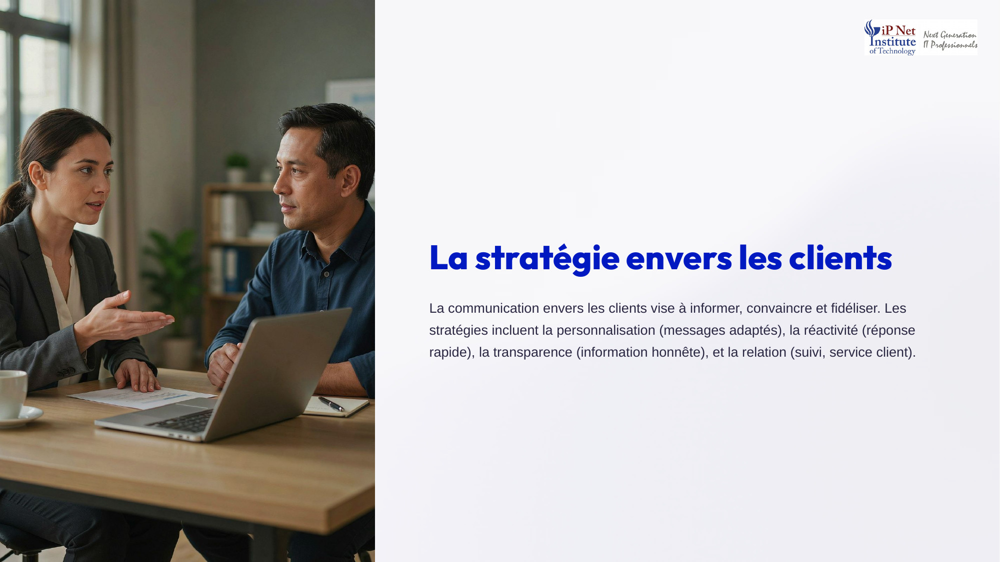 iP Net
Institute
of Technology
Next Generation
IT Professionnels
La stratégie envers les clients
La communication envers les clients vise à informer, convaincre et fidéliser. Les
stratégies incluent la personnalisation (messages adaptés), la réactivité (réponse
rapide), la transparence (information honnête), et la relation (suivi, service client).